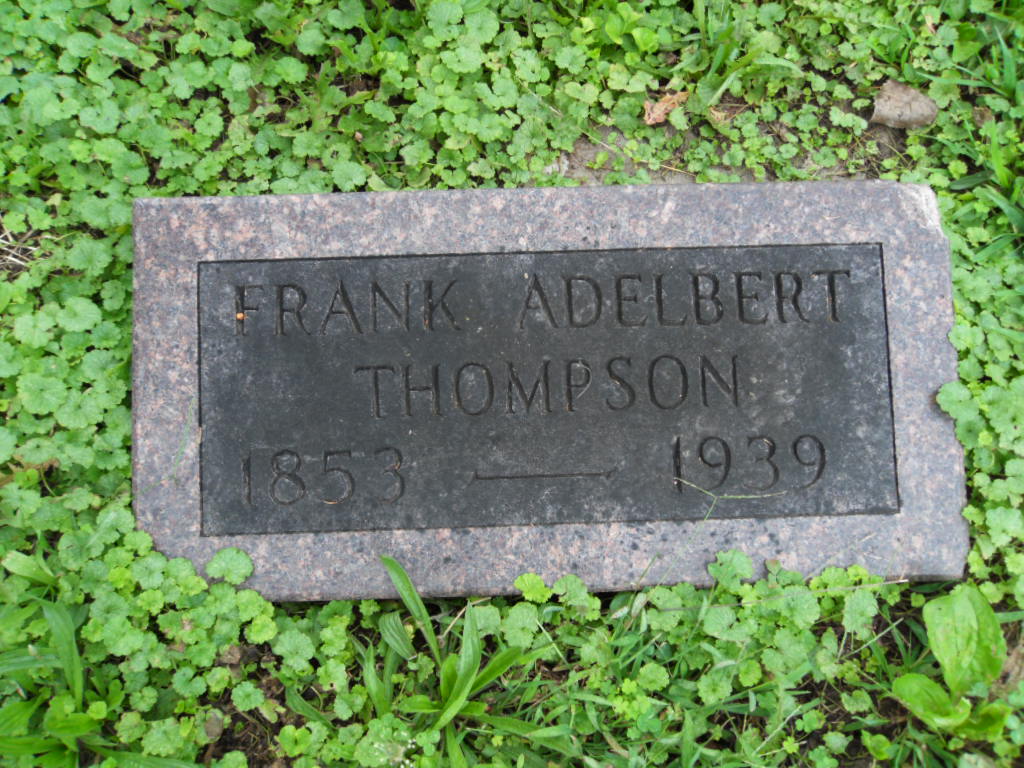 FRANK ADELBERT
THOMPSON
1853 — 1939